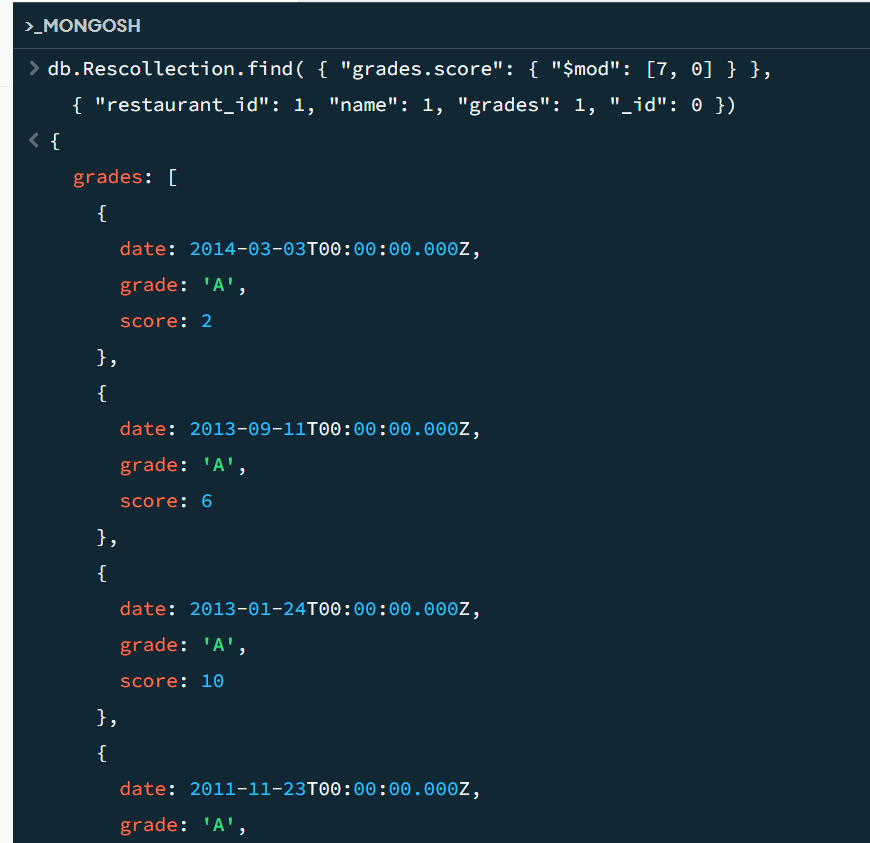 >_MONGOSH
> db.Rescollection.find( { "grades.score": { "$mod": [7, 0] } },
{ "restaurant_id": 1, "name": 1, "grades": 1, "_id": 0 })
< {
grades: [
{
date: 2014-03-03T00:00:00.000Z,
grade: 'A',
score: 2
},
{
date: 2013-09-11T00:00:00.000Z,
grade: 'A',
score: 6
},
{
date: 2013-01-24T00:00:00.000Z,
grade: 'A',
score: 10
},
{
date: 2011-11-23T00:00:00.000Z,
grade: 'A',